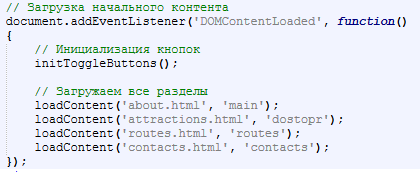 // Загрузка начального контента
document.addEventListener('DOMContentLoaded', function()
{
    // Инициализация кнопок
    initToggleButtons();

    // Загружаем все разделы
    loadContent('about.html', 'main');
    loadContent('attractions.html', 'dostopr');
    loadContent('routes.html', 'routes');
    loadContent('contacts.html', 'contacts');
});